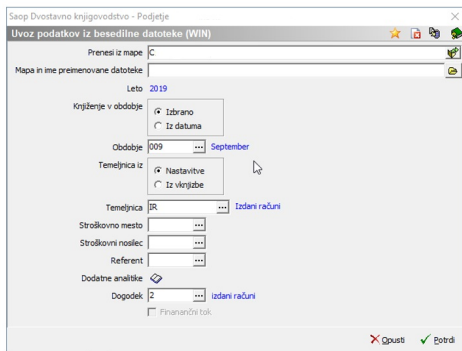 Saop Dvostavno knjigovodstvo - Podjetje
Uvoz podatkov iz besedilne datoteke (WIN)
Prenesi iz mape C
Mapa in ime preimenovane datoteke
Leto 2019
Knjiženje v obdobje
Izbrano
Iz datuma
Obdobje 009 ... September
Temeljnica iz
Nastavitve
Iz vknjizbe
Temeljnica IR ... Izdani računi
Stroškovno mesto ...
Stroškovni nosilec ...
Referent ...
Dodatne analitike
Dogodek 2 ... izdani računi
Finananční tok
Opusti Potrdi